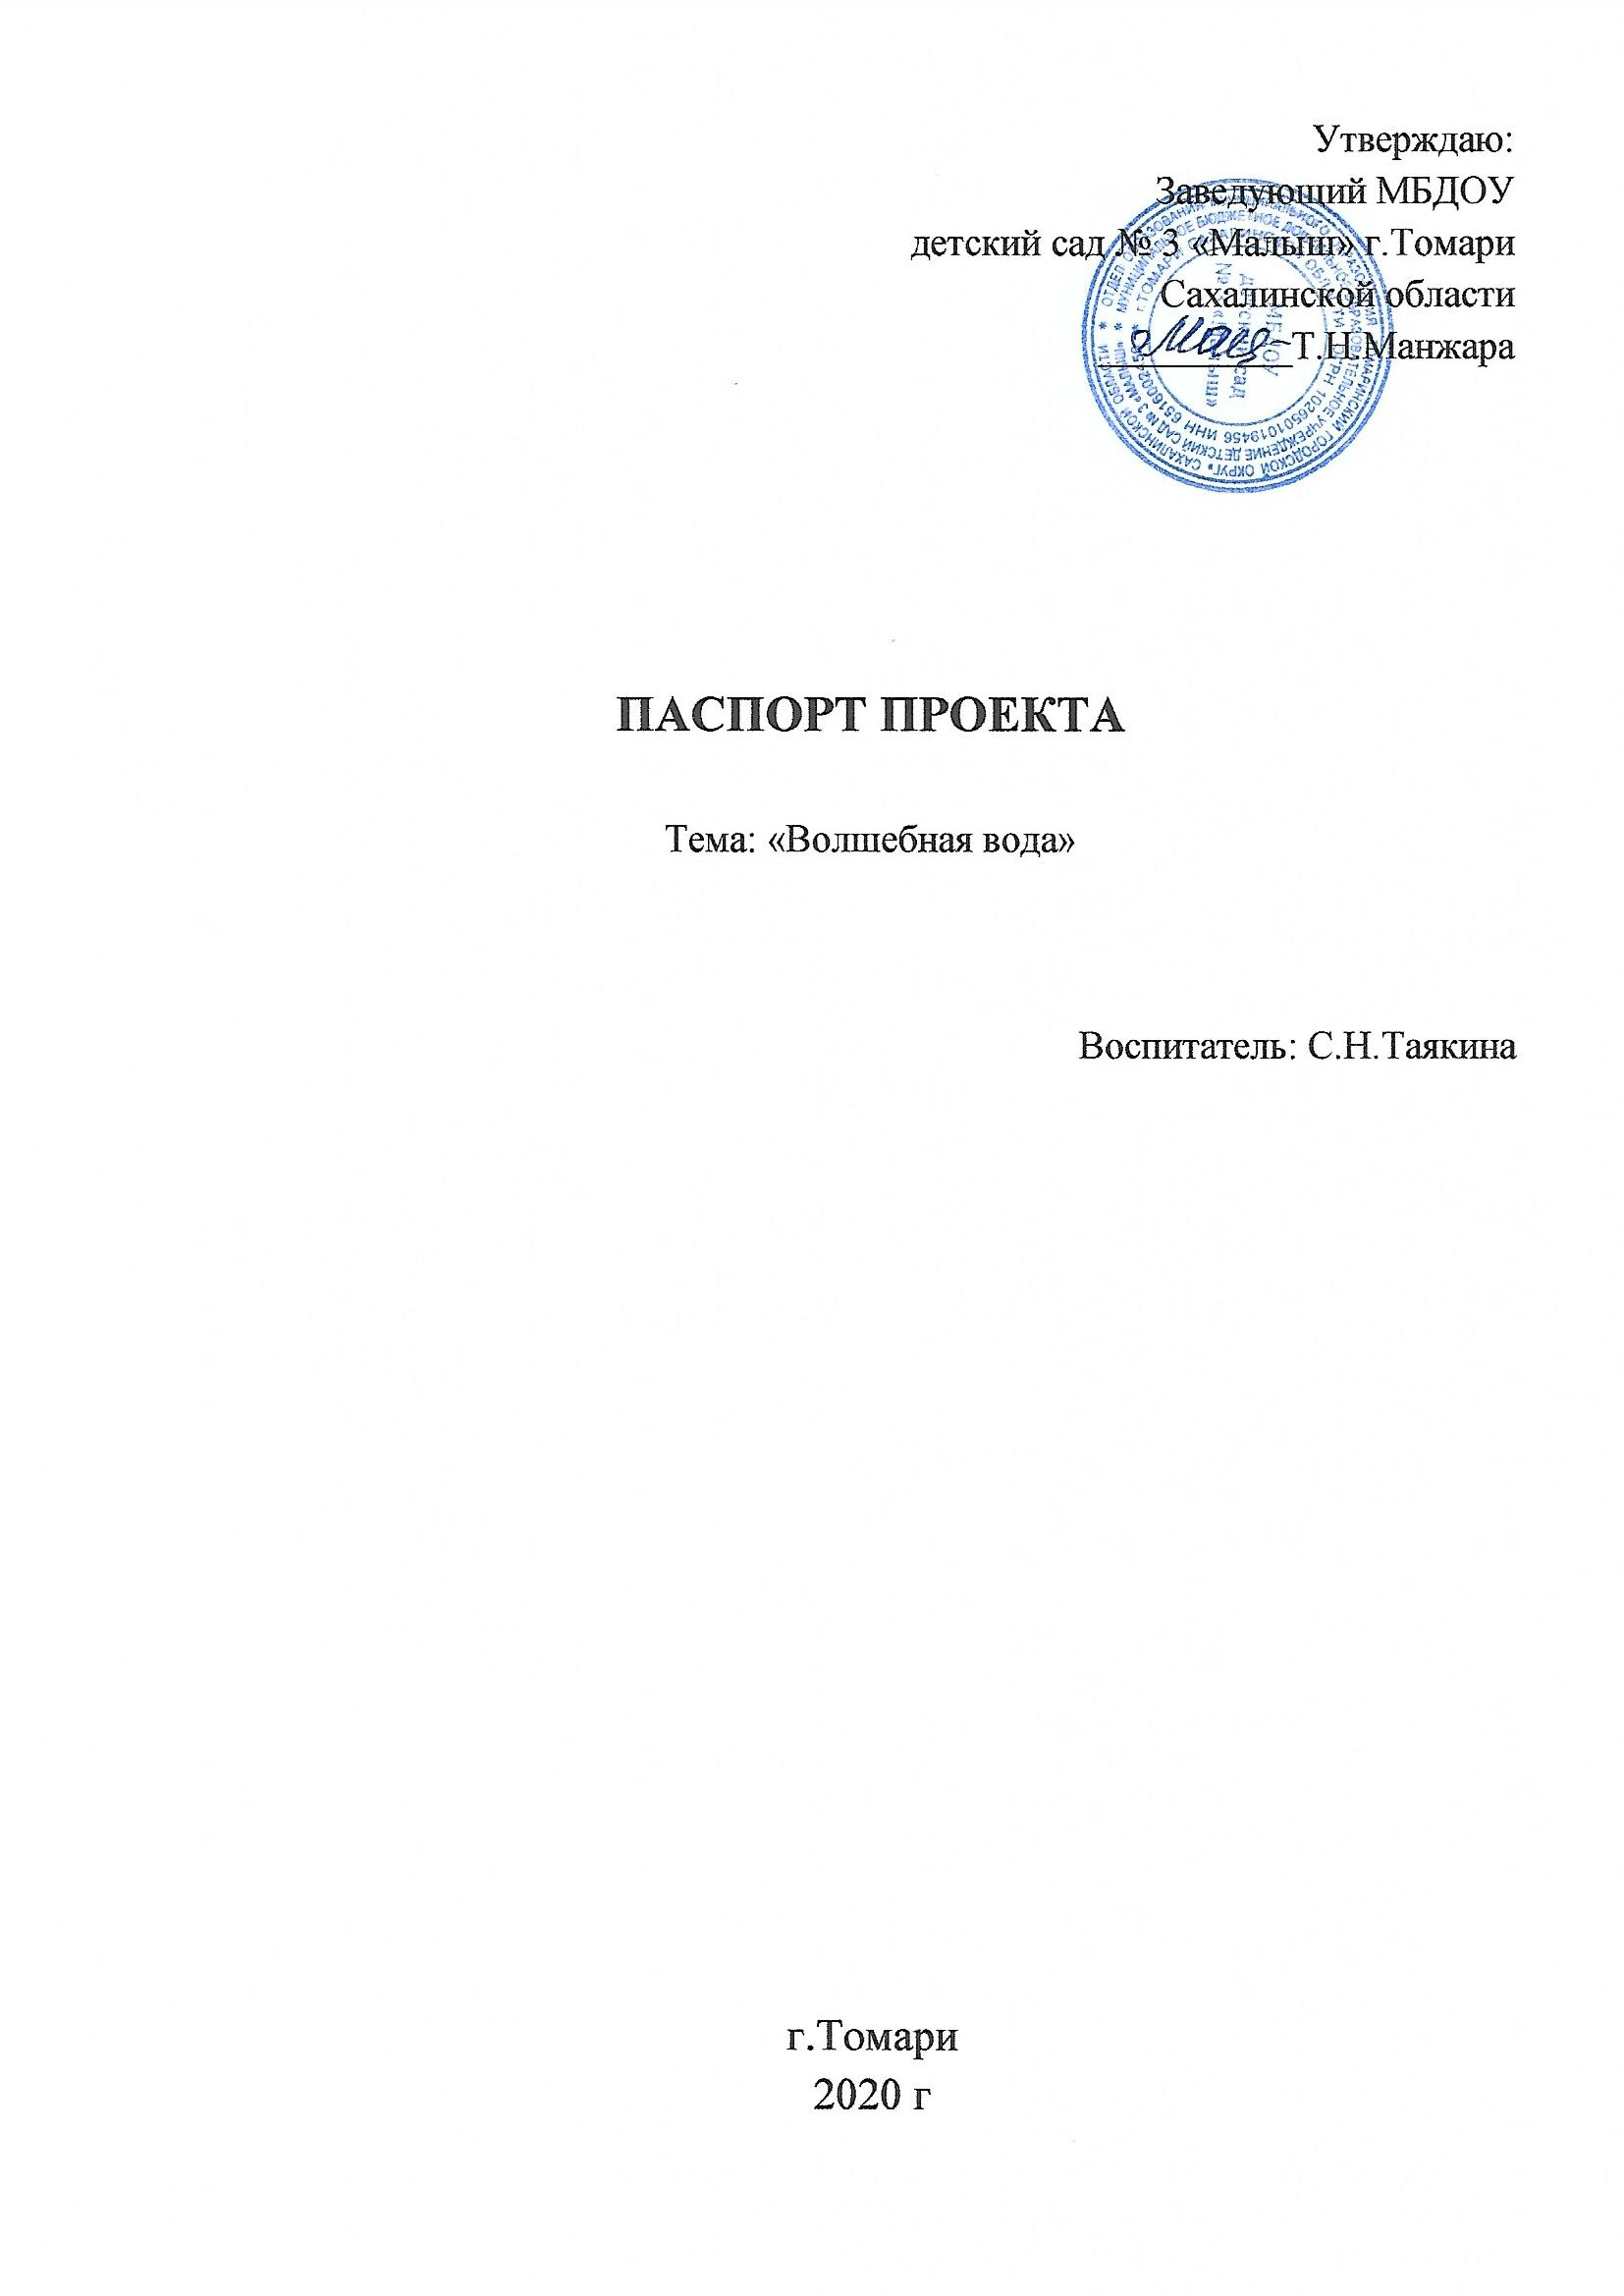 Утверждаю:
Заведующий МБДОУ
детский сад № 3 «Малыш» г.Томари
Сахалинской области
Т.Н.Манжара
ПАСПОРТ ПРОЕКТА
Тема: «Волшебная вода»
Воспитатель: С.Н.Таякина
г.Томари
2020 г